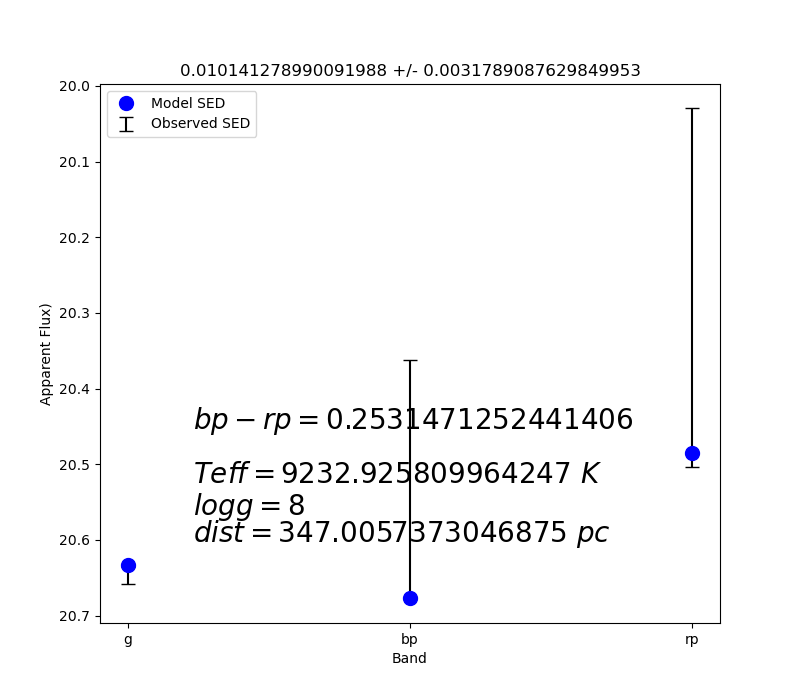 0.010141278990091988 +/- 0.0031789087629849953
20.0
20.1
20.2
20.3
20.4
20.5
20.6
20.7
Apparent Flux)
Model SED
Observed SED
bp − rp = 0.2531471252441406
Teff = 9232.925809964247 K
logg = 8
dist = 347.0057373046875 pc
g bp rp
Band